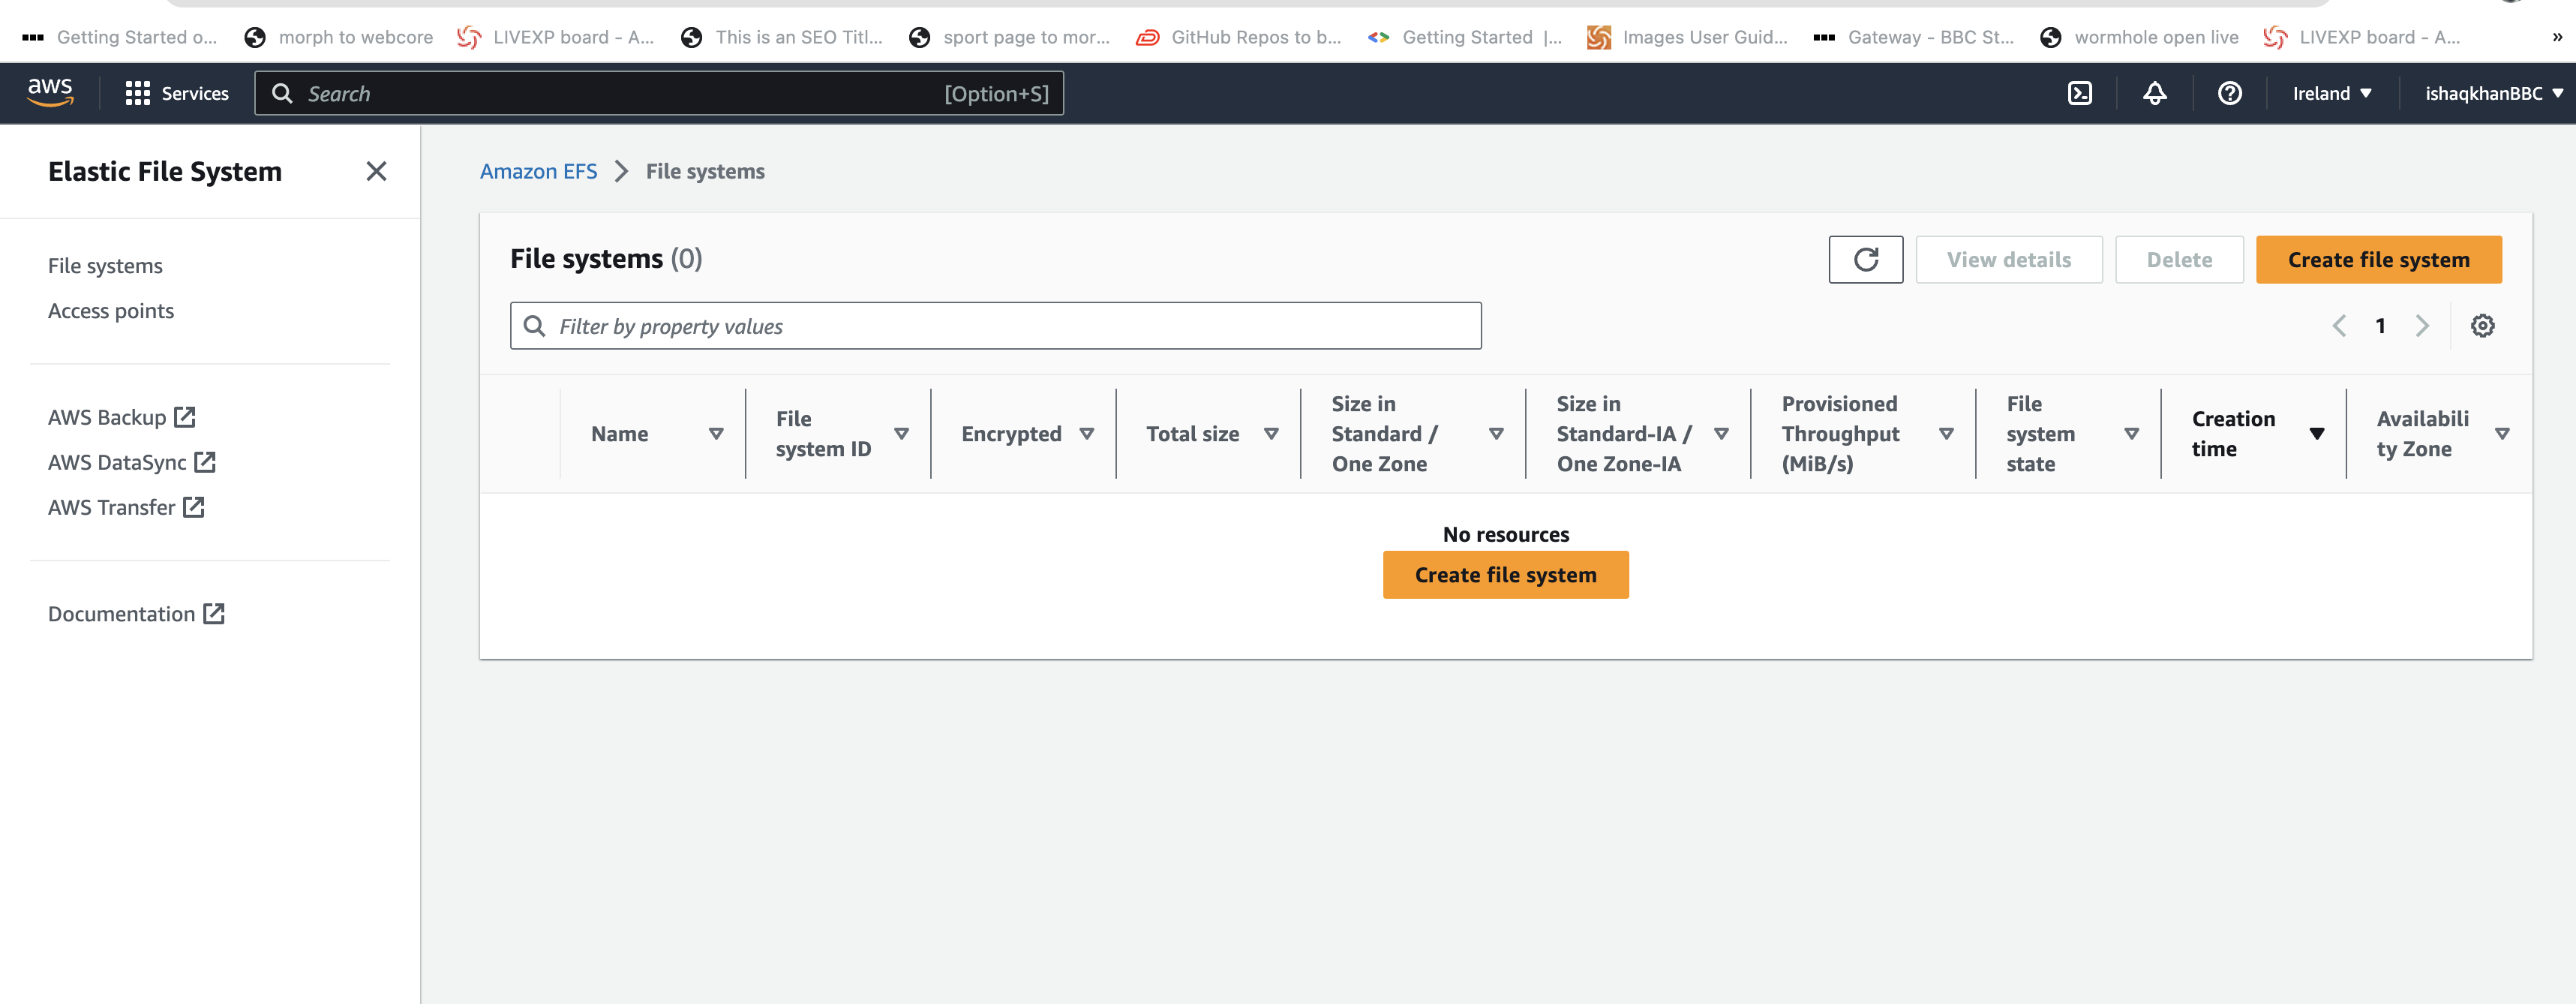 Getting Started o...
morph to webcore
LIVEXP board - A...
This is an SEO Titl...
sport page to mor...
GitHub Repos to b...
Getting Started |...
Images User Guid...
Gateway - BBC St...
wormhole open live
LIVEXP board - A...
»
aws
Services
Search
[Option+S]
Ireland
ishaqkhanBBC
Elastic File System
File systems
Access points
AWS Backup
AWS DataSync
AWS Transfer
Documentation
Amazon EFS
File systems
File systems (0)
View details
Delete
Create file system
Filter by property values
1
Name
File
system ID
Encrypted
Total size
Size in
Standard /
One Zone
Size in
Standard-IA /
One Zone-IA
Provisioned
Throughput
(MiB/s)
File
system
state
Creation
time
Availabili
ty Zone
No resources
Create file system